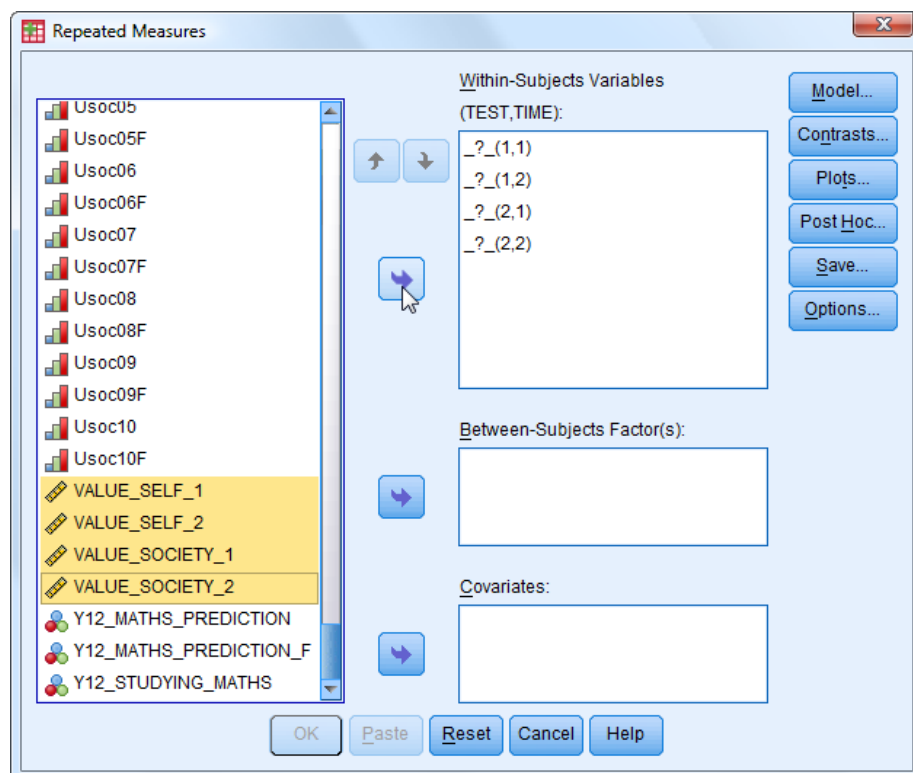 Repeated Measures
Usoc05
Usoc05F
Usoc06
Usoc06F
Usoc07
Usoc07F
Usoc08
Usoc08F
Usoc09
Usoc09F
Usoc10
Usoc10F
VALUE_SELF_1
VALUE_SELF_2
VALUE_SOCIETY_1
VALUE_SOCIETY_2
Y12_MATHS_PREDICTION
Y12_MATHS_PREDICTION_F
Y12_STUDYING_MATHS
Within-Subjects Variables
(TEST,TIME):
_?_(1,1)
_?_(1,2)
_?_(2,1)
_?_(2,2)
Between-Subjects Factor(s):
Covariates:
Model...
Contrasts...
Plots...
Post Hoc...
Save...
Options...
OK
Paste
Reset
Cancel
Help